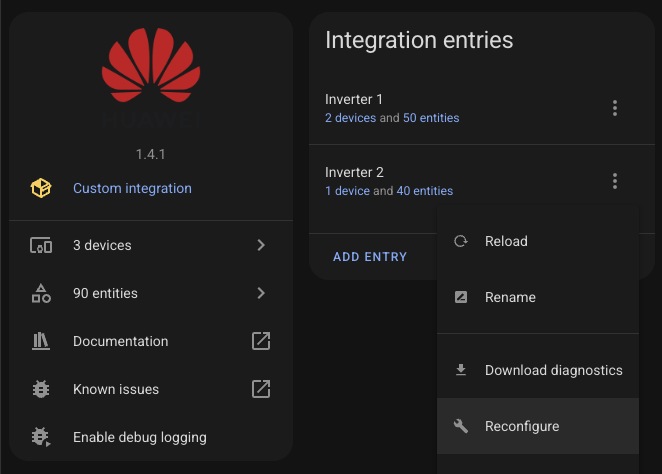 HUAWEI
1.4.1
Custom integration
3 devices
90 entities
Documentation
Known issues
Enable debug logging
Integration entries
Inverter 1
2 devices and 50 entities
Inverter 2
1 device and 40 entities
ADD ENTRY
Reload
Rename
Download diagnostics
Reconfigure